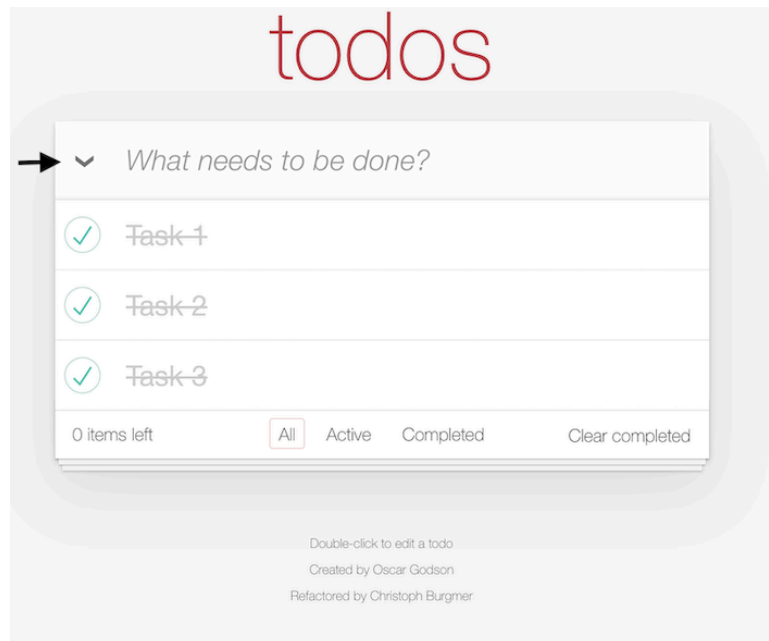 todos
What needs to be done?
Task 1
Task 2
Task 3
0 items left All Active Completed Clear completed
Double-click to edit a todo
Created by Oscar Godson
Refactored by Christoph Burgmer